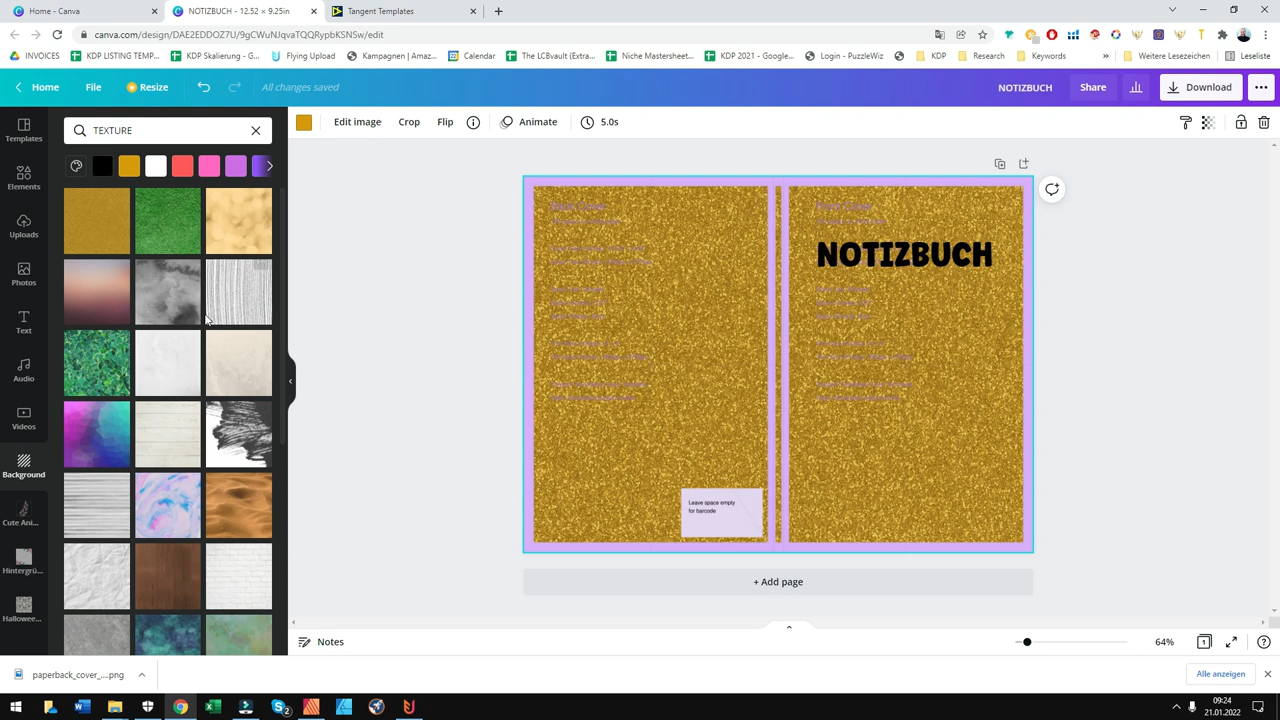 Home - Canva
NOTIZBUCH - 12.52 × 9.25in
Tangent Templates
canva.com/design/DAE2EDDOZ7U/9gCWuNJqvaTQQRypbKSNSw/edit
INVOICES
KDP LISTING TEMP...
KDP Skalierung - G...
Flying Upload
Kampagnen | Amaz...
Calendar
The LCBvault (Extra...
Niche Mastersheet...
KDP 2021 - Google...
Login - PuzzleWiz
KDP
Research
Keywords
»
Weitere Lesezeichen
Leseliste
Home
File
Resize
All changes saved
NOTIZBUCH
Share
Download
Templates
Elements
Uploads
Photos
Text
Audio
Videos
Background
Cute Ani...
Hintergrü...
Hallowee...
TEXTURE
Edit image
Crop
Flip
Animate
5.0s
NOTIZBUCH
Leave space empty
for barcode
+ Add page
Notes
64%
1
paperback_cover_....png
Alle anzeigen
2
09:24
21.01.2022